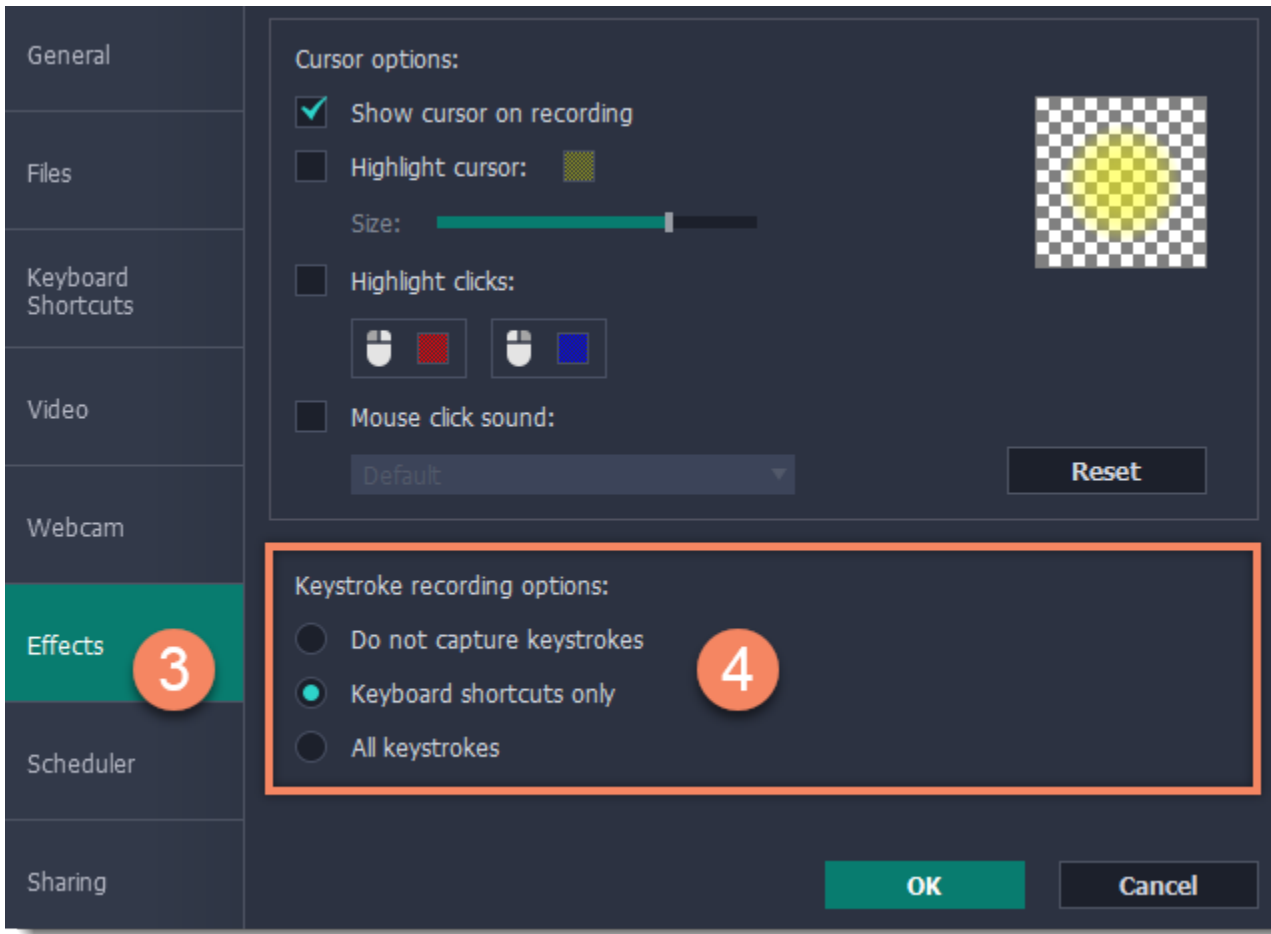 General
Files
Keyboard
Shortcuts
Video
Webcam
Effects
3
Scheduler
Sharing
Cursor options:
Show cursor on recording
Highlight cursor:
Size:
Highlight clicks:
Mouse click sound:
Default
Reset
Keystroke recording options:
Do not capture keystrokes
4
Keyboard shortcuts only
All keystrokes
OK
Cancel